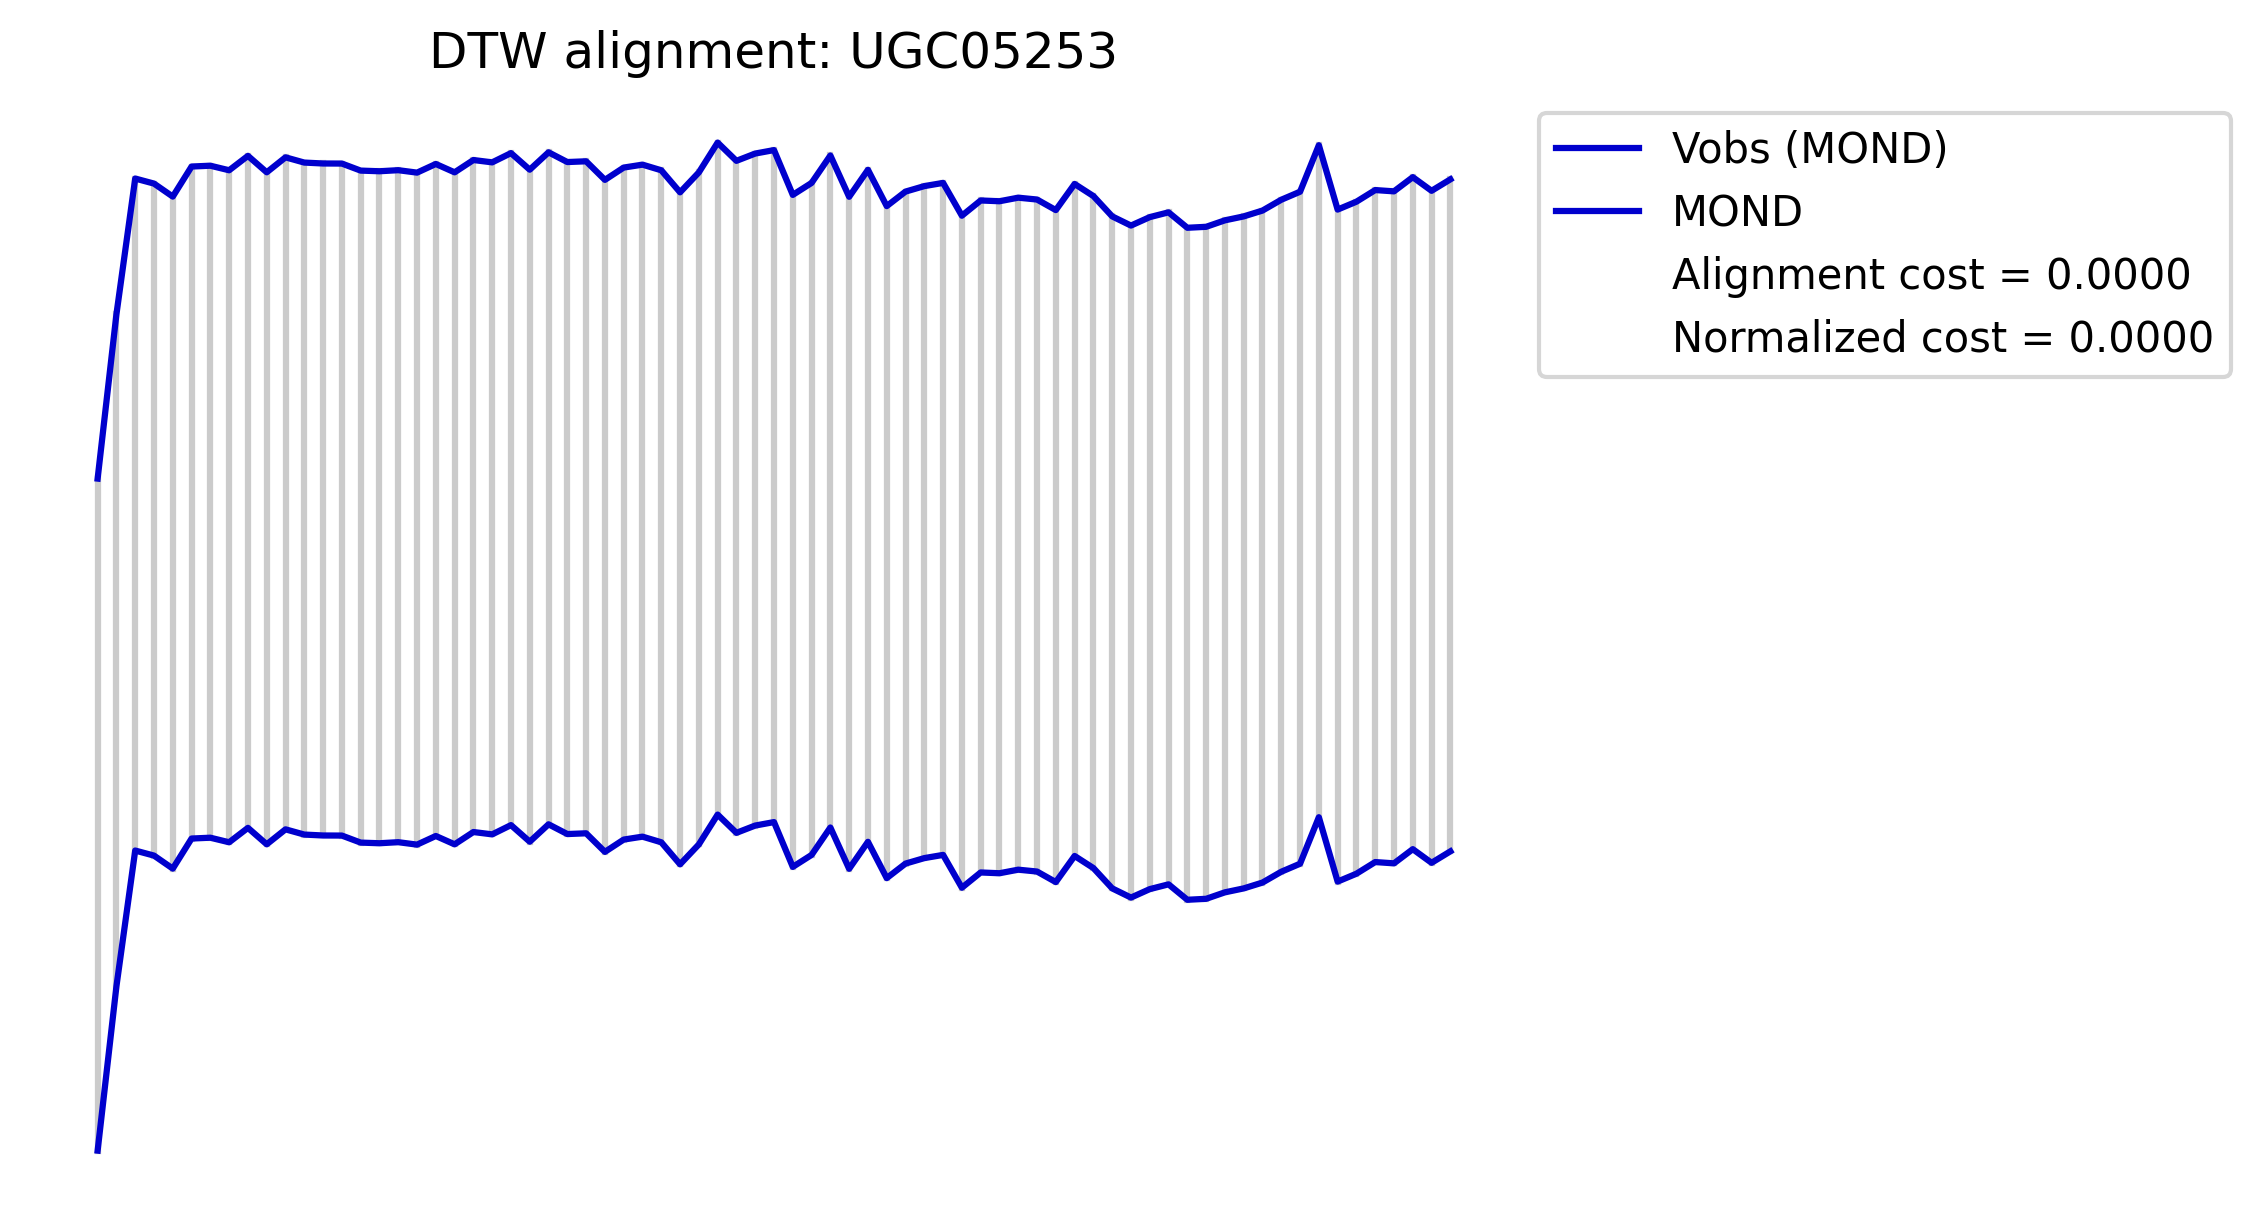 DTW alignment: UGC05253
Vobs (MOND)
MOND
Alignment cost = 0.0000
Normalized cost = 0.0000